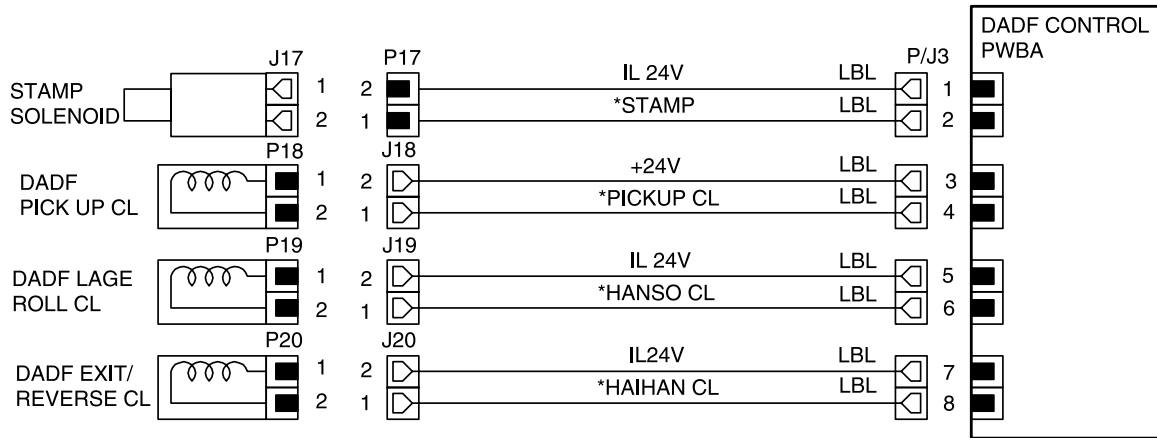 DADF CONTROL
PWBA
J17 P17 P/J3
STAMP
SOLENOID
1 2 IL 24V LBL 1
2 1 *STAMP LBL 2
P18 J18
DADF
PICK UP CL
1 2 +24V LBL 3
2 1 *PICKUP CL LBL 4
P19 J19
DADF LAGE
ROLL CL
1 2 IL 24V LBL 5
2 1 *HANSO CL LBL 6
P20 J20
DADF EXIT/
REVERSE CL
1 2 IL24V LBL 7
2 1 *HAIHAN CL LBL 8